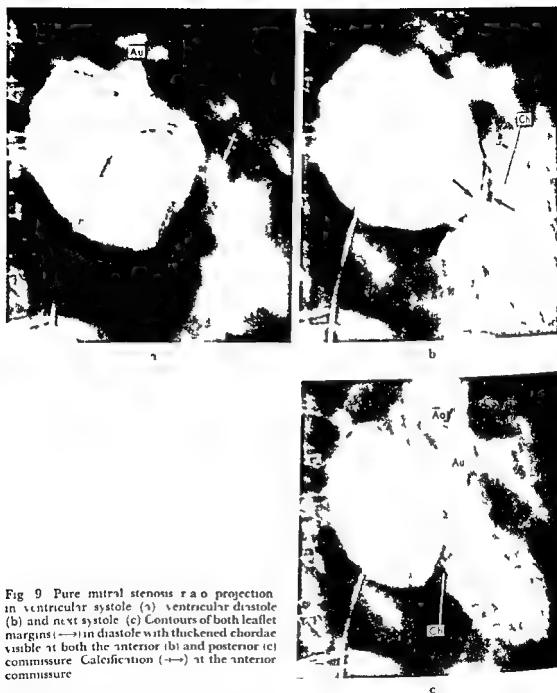 Au
Ch
a
b
Ao
Au
Ch
c
Fig 9 Pure mitral stenosis r a o projection
in ventricular systole (a) ventricular diastole
(b) and next systole (c) Contours of both leaflet
margins (⟶) in diastole with thickened chordae
visible at both the anterior (b) and posterior (c)
commissure Calcification (+→) at the anterior
commissure